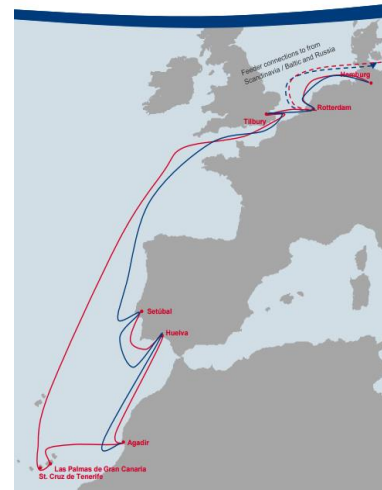 Feeder connections to from
Scandinavia / Baltic and Russia
Hamburg
Rotterdam
Tilbury
Setúbal
Huelva
Agadir
Las Palmas de Gran Canaria
St. Cruz de Tenerife